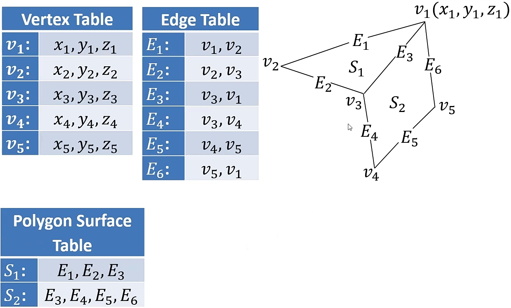 Vertex Table
v₁: x₁, y₁, z₁
v₂: x₂, y₂, z₂
v₃: x₃, y₃, z₃
v₄: x₄, y₄, z₄
v₅: x₅, y₅, z₅
Edge Table
E₁: v₁, v₂
E₂: v₂, v₃
E₃: v₃, v₁
E₄: v₃, v₄
E₅: v₄, v₅
E₆: v₅, v₁
v₁(x₁, y₁, z₁)
E₁
E₃
E₆
v₂
S₁
E₂
v₃
S₂
v₅
E₄
E₅
v₄
Polygon Surface
Table
S₁: E₁, E₂, E₃
S₂: E₃, E₄, E₅, E₆